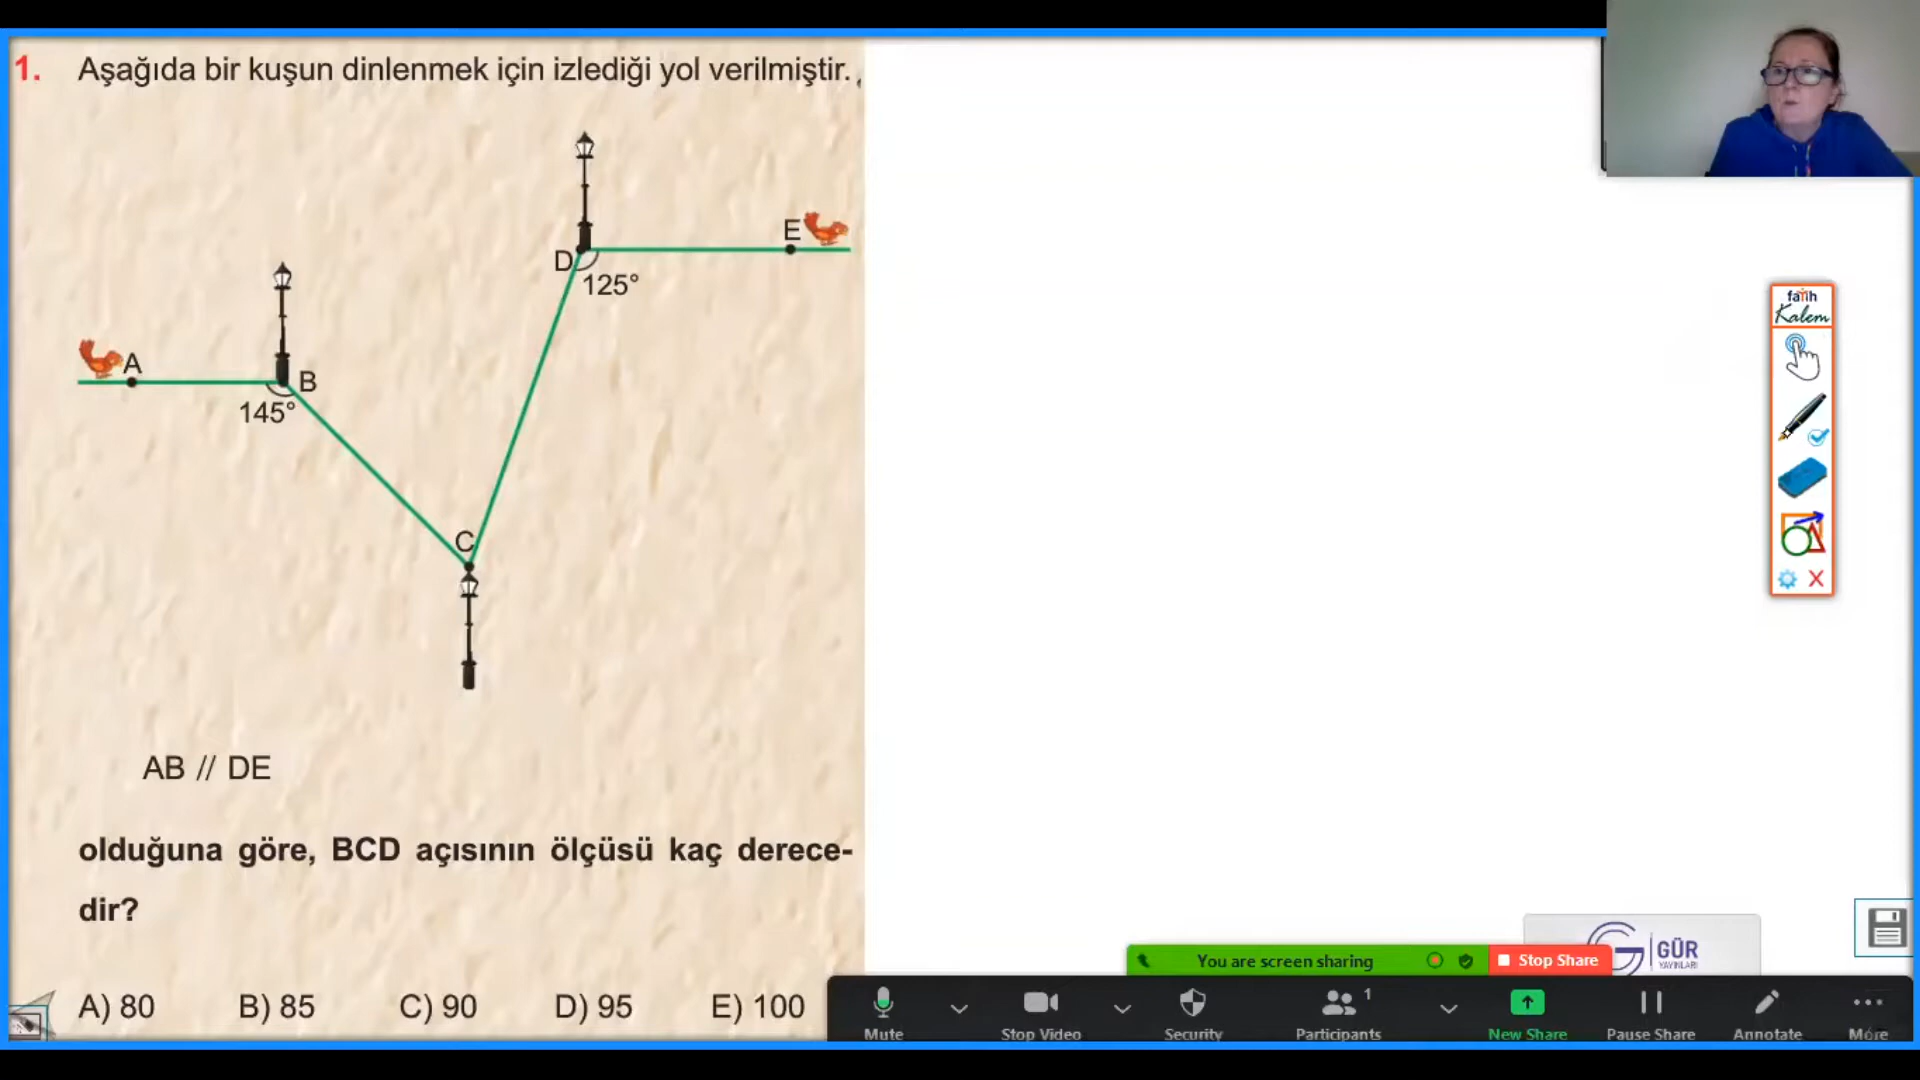 1. Aşağıda bir kuşun dinlenmek için izlediği yol verilmiştir.
E
D
125°
A
B
145°
C
AB // DE
olduğuna göre, BCD açısının ölçüsü kaç derece-
dir?
A) 80 B) 85 C) 90 D) 95 E) 100
fatih
Kalem
G GÜR
YAYINLARI
You are screen sharing Stop Share
Mute Stop Video Security Participants 1 New Share Pause Share Annotate More